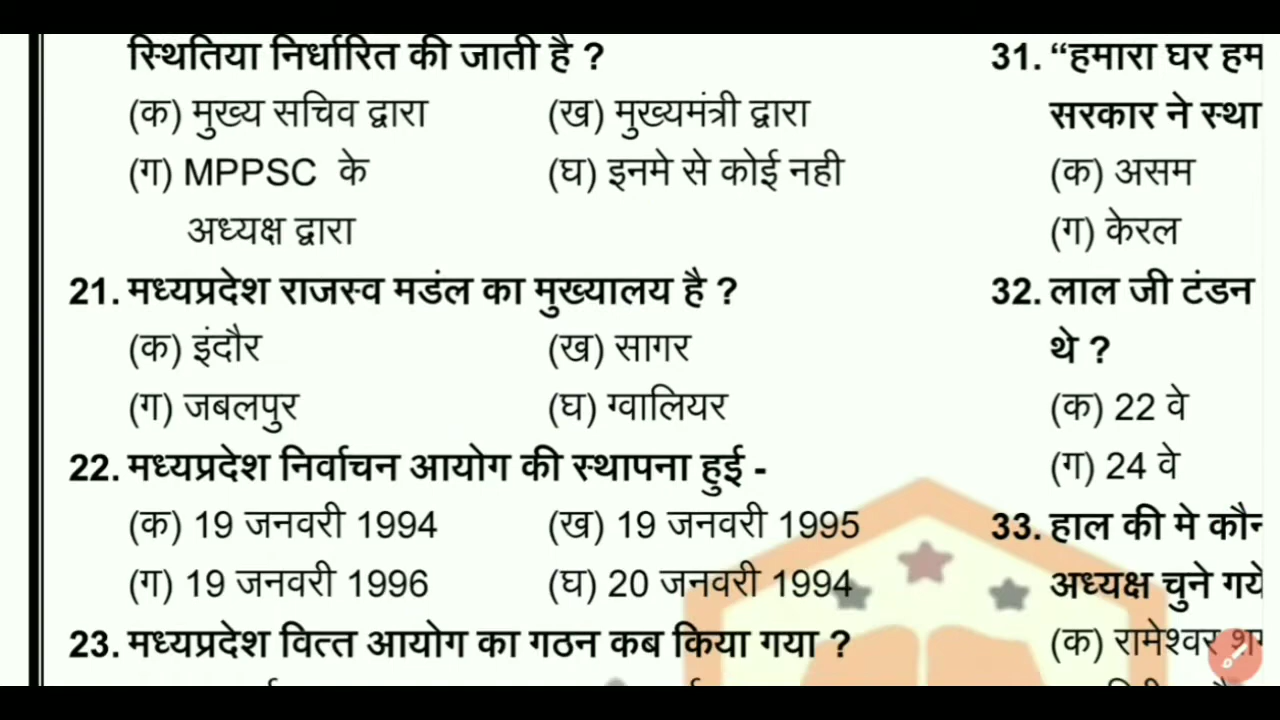 स्थितिया निर्धारित की जाती है ?
(क) मुख्य सचिव द्वारा (ख) मुख्यमंत्री द्वारा
(ग) MPPSC के (घ) इनमे से कोई नही
अध्यक्ष द्वारा
21. मध्यप्रदेश राजस्व मडंल का मुख्यालय है ?
(क) इंदौर (ख) सागर
(ग) जबलपुर (घ) ग्वालियर
22. मध्यप्रदेश निर्वाचन आयोग की स्थापना हुई -
(क) 19 जनवरी 1994 (ख) 19 जनवरी 1995
(ग) 19 जनवरी 1996 (घ) 20 जनवरी 1994
23. मध्यप्रदेश वित्त आयोग का गठन कब किया गया ?
31. “हमारा घर हम
सरकार ने स्था
(क) असम
(ग) केरल
32. लाल जी टंडन
थे ?
(क) 22 वे
(ग) 24 वे
33. हाल की मे कौन
अध्यक्ष चुने गये
(क) रामेश्वर